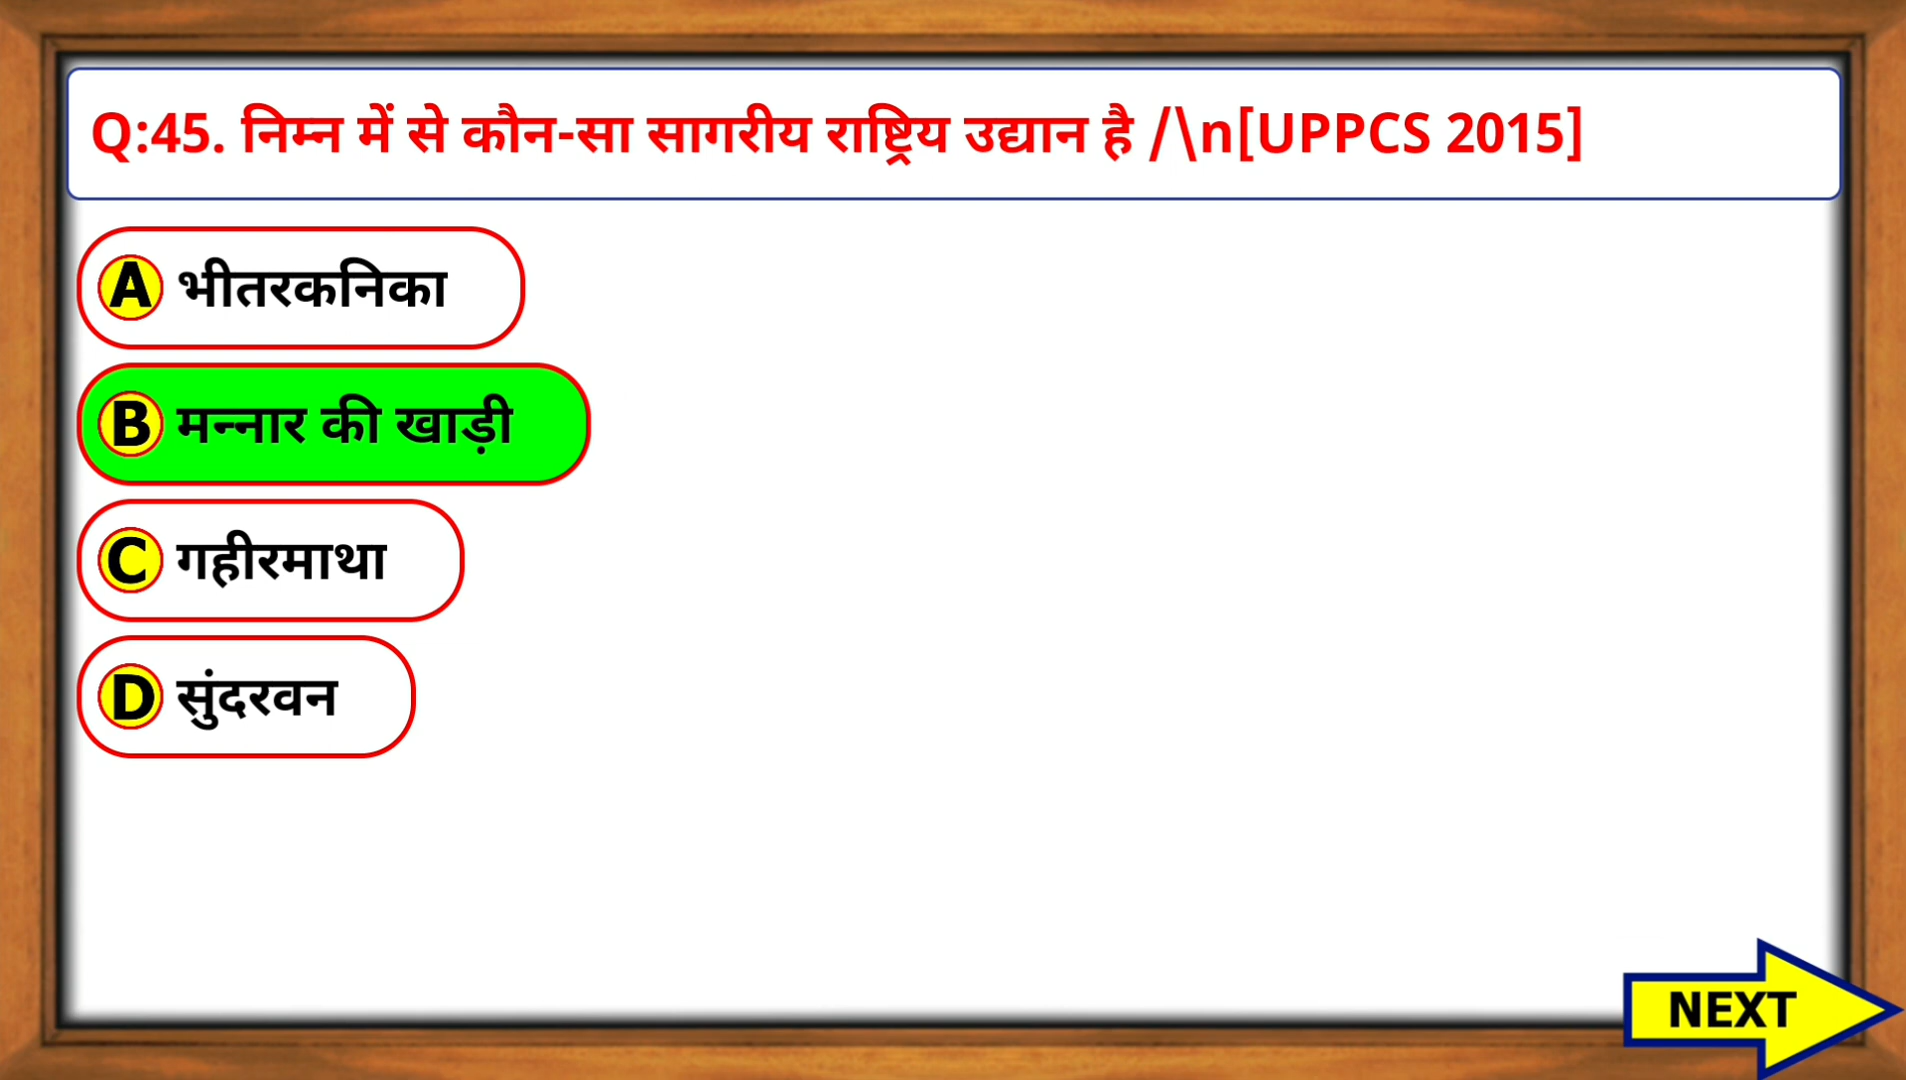 Q:45. निम्न में से कौन-सा सागरीय राष्ट्रिय उद्यान है /\n[UPPCS 2015]
A भीतरकनिका
B मन्नार की खाड़ी
C गहीरमाथा
D सुंदरवन
NEXT